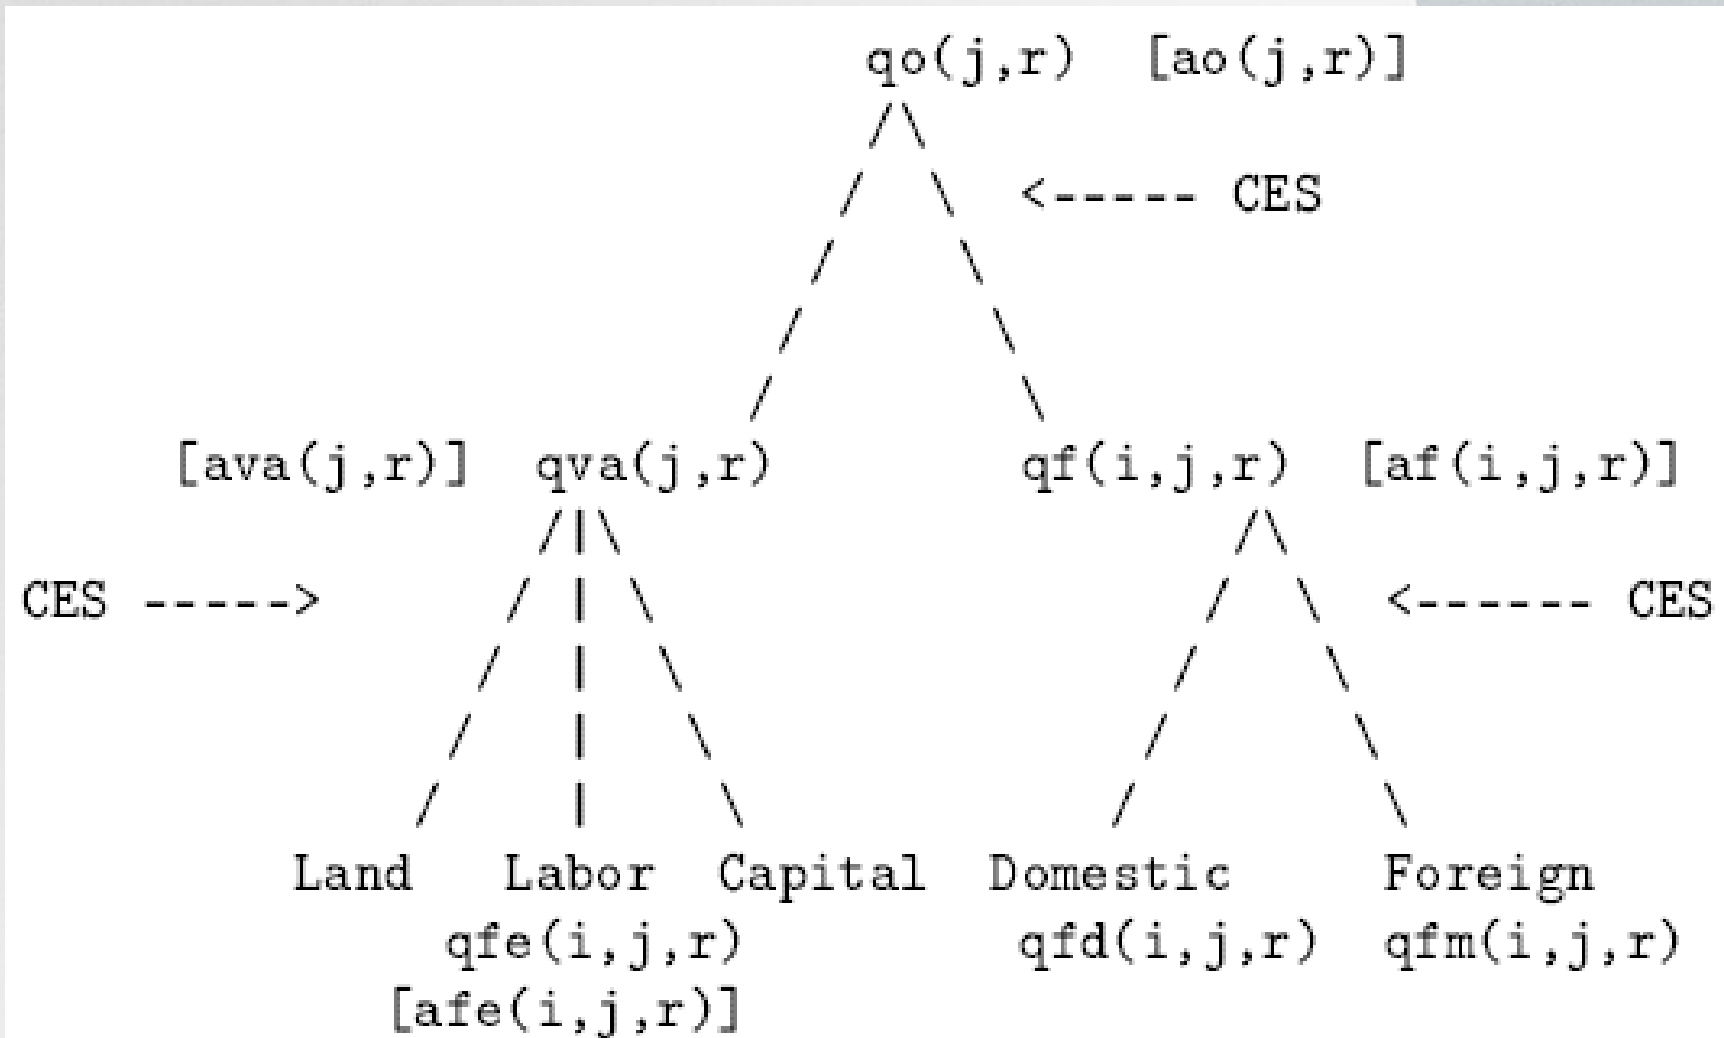 qo(j,r) [ao(j,r)]
<----- CES
[ava(j,r)] qva(j,r) qf(i,j,r) [af(i,j,r)]
CES -----> <------ CES
Land Labor Capital Domestic Foreign
qfe(i,j,r) qfd(i,j,r) qfm(i,j,r)
[afe(i,j,r)]